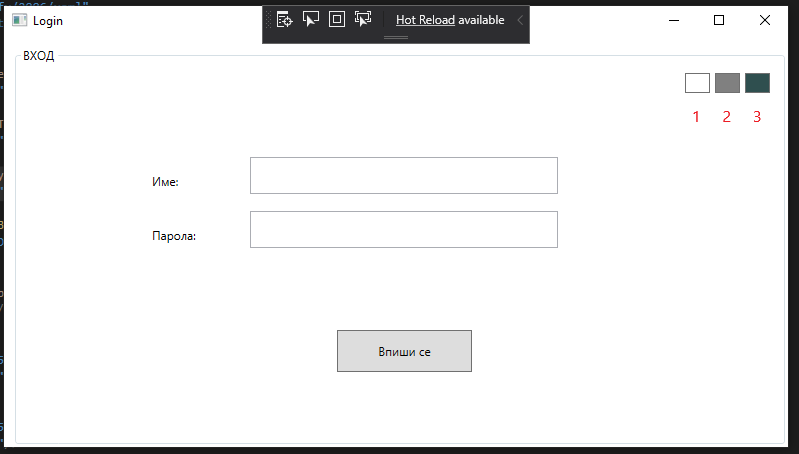 Login
Hot Reload available
ВХОД
1 2 3
Име:
Парола:
Впиши се